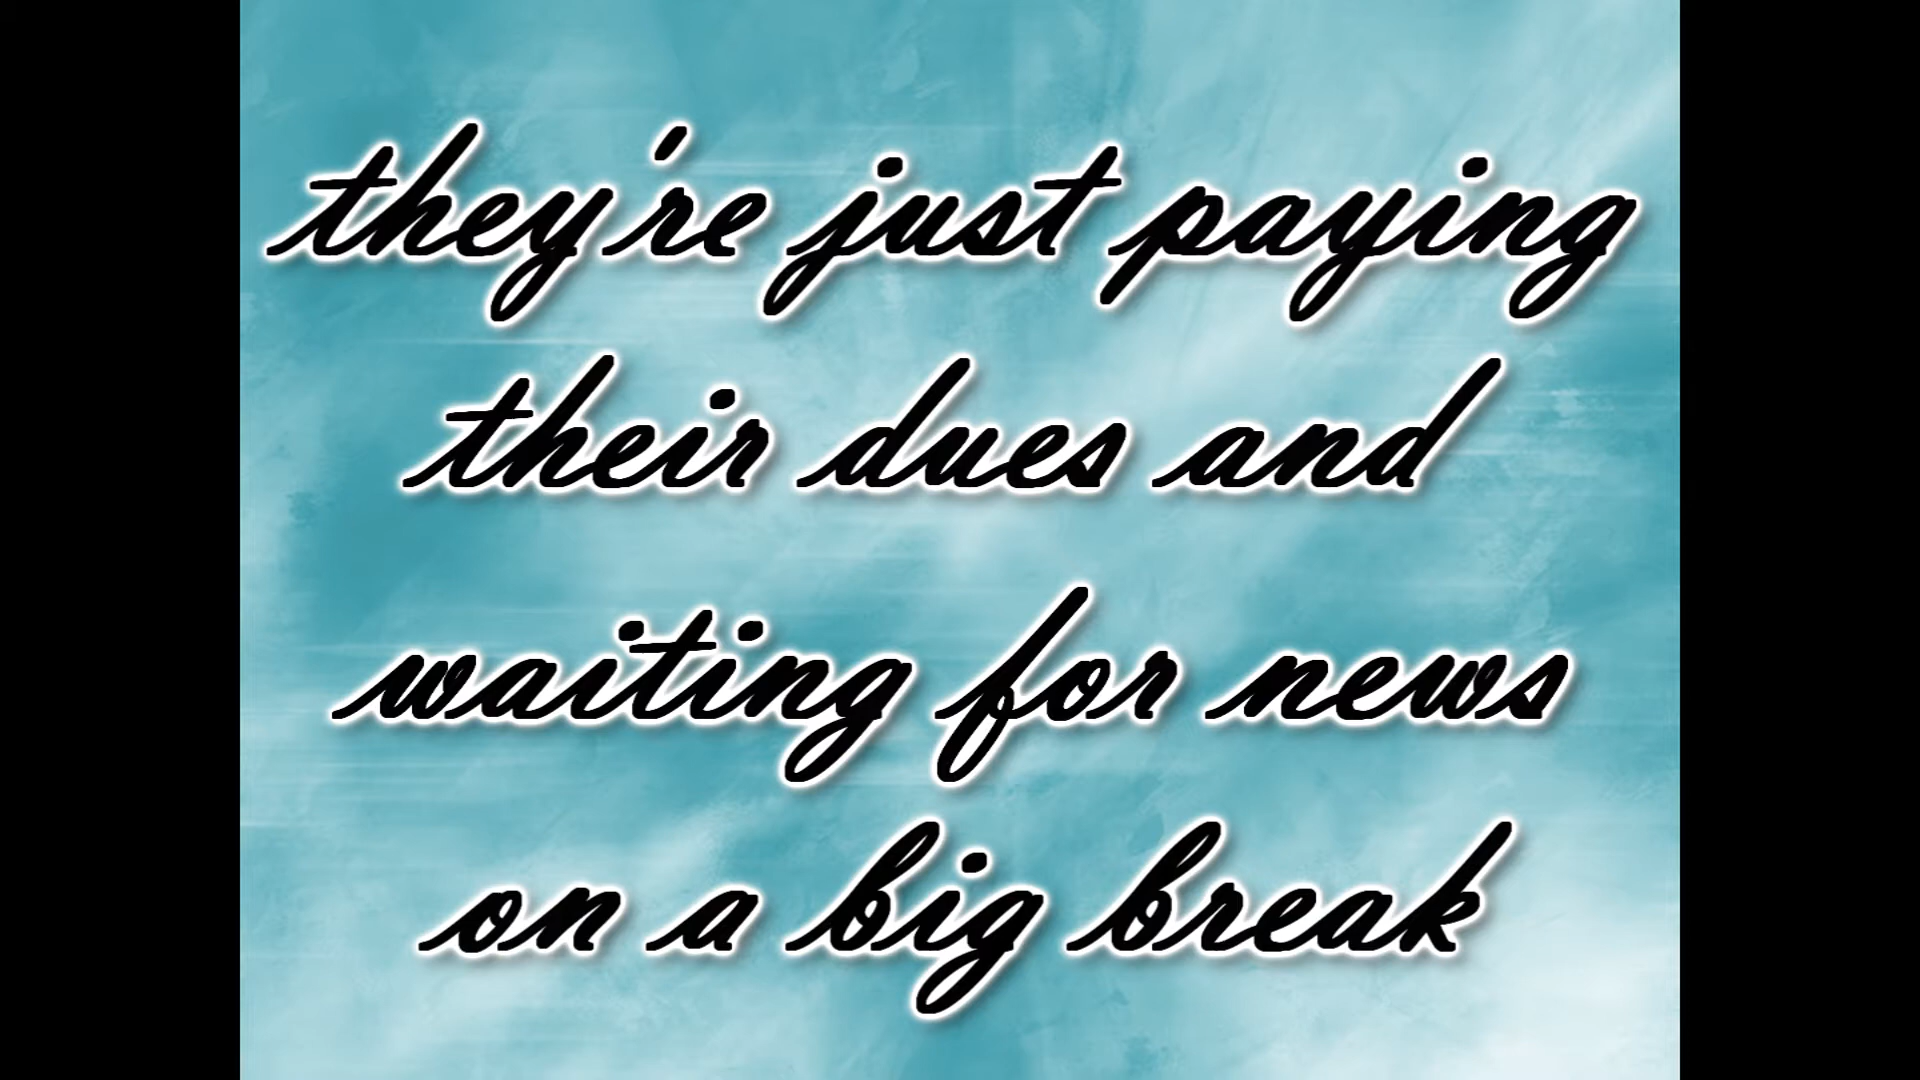 they're just paying
their dues and
waiting for news
on a big break